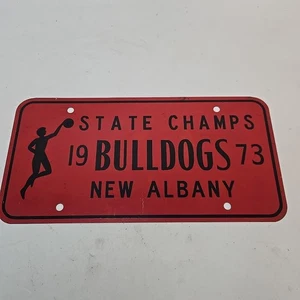 STATE CHAMPS
19 BULLDOGS 73
NEW ALBANY